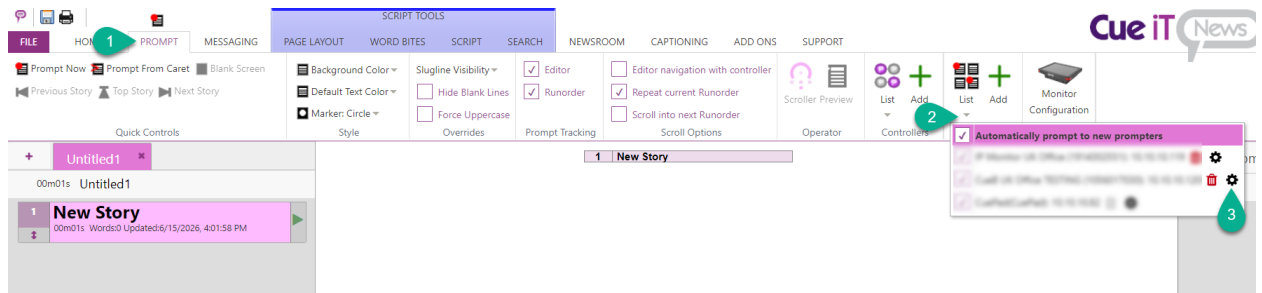 SCRIPT TOOLS
Cue iT News
FILE HO 1 PROMPT MESSAGING PAGE LAYOUT WORD BITES SCRIPT SEARCH NEWSROOM CAPTIONING ADD ONS SUPPORT
Prompt Now Prompt From Caret Blank Screen
Previous Story Top Story Next Story
Quick Controls
Background Color
Default Text Color
Marker: Circle
Style
Slugline Visibility
Hide Blank Lines
Force Uppercase
Overrides
Editor
Runorder
Prompt Tracking
Editor navigation with controller
Repeat current Runorder
Scroll into next Runorder
Scroll Options
Scroller Preview
Operator
List Add
Controllers
List Add
2
Monitor
Configuration
Automatically prompt to new prompters
3
+ Untitled1 ×
00m01s Untitled1
1 New Story
00m01s Words:0 Updated:6/15/2026, 4:01:58 PM
1 New Story